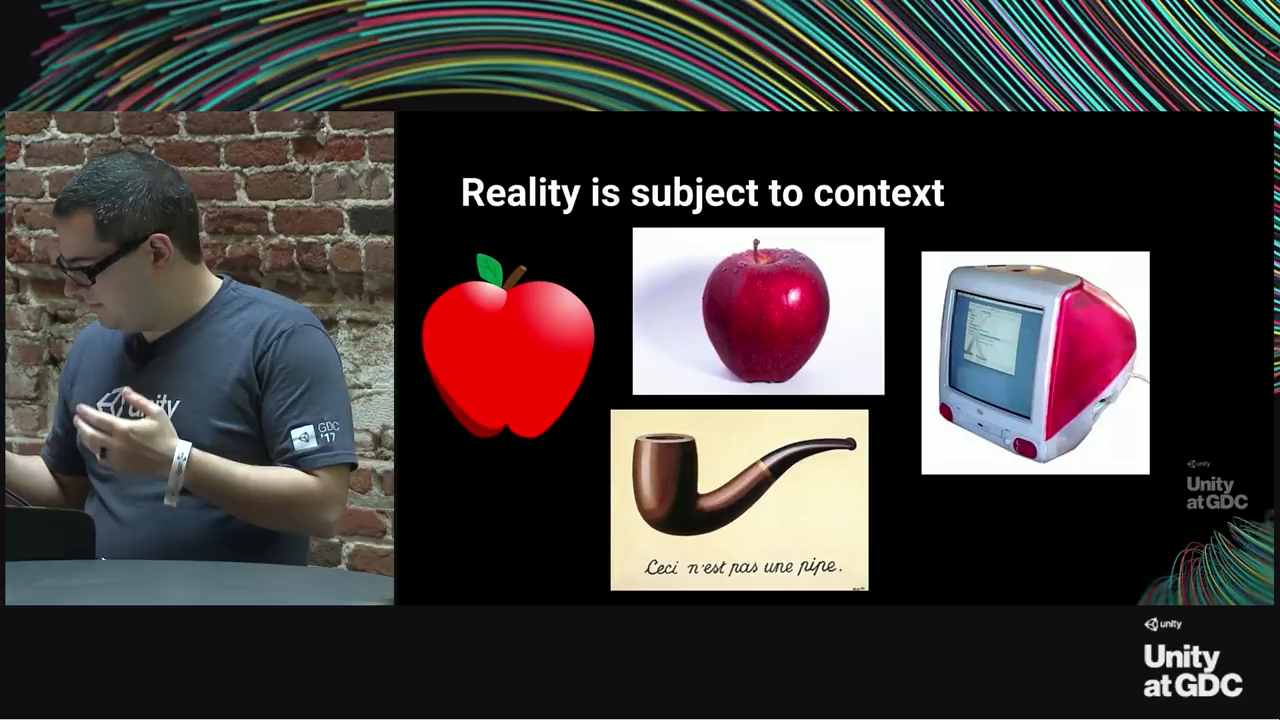 Reality is subject to context
unity
GDC
'17
Ceci n'est pas une pipe.
unity
Unity
at GDC
unity
Unity
at GDC